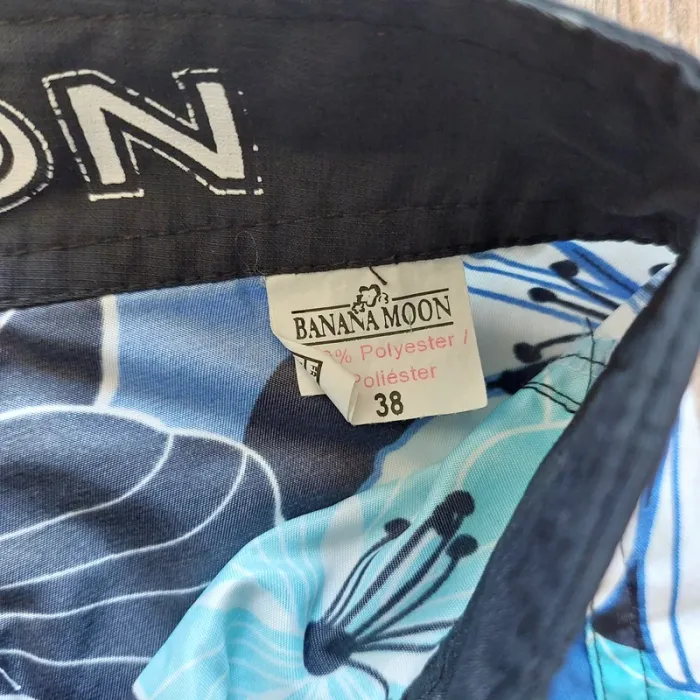 ON
BANANA MOON
% Polyester /
Poliéster
38